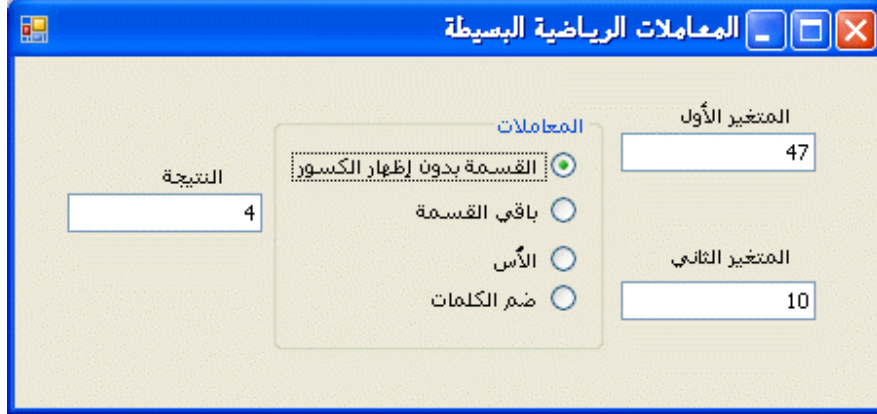 المعاملات الرياضية البسيطة
المتغير الأول
47
المعاملات
القسمة بدون إظهار الكسور
باقي القسمة
الأس
ضم الكلمات
النتيجة
4
المتغير الثاني
10